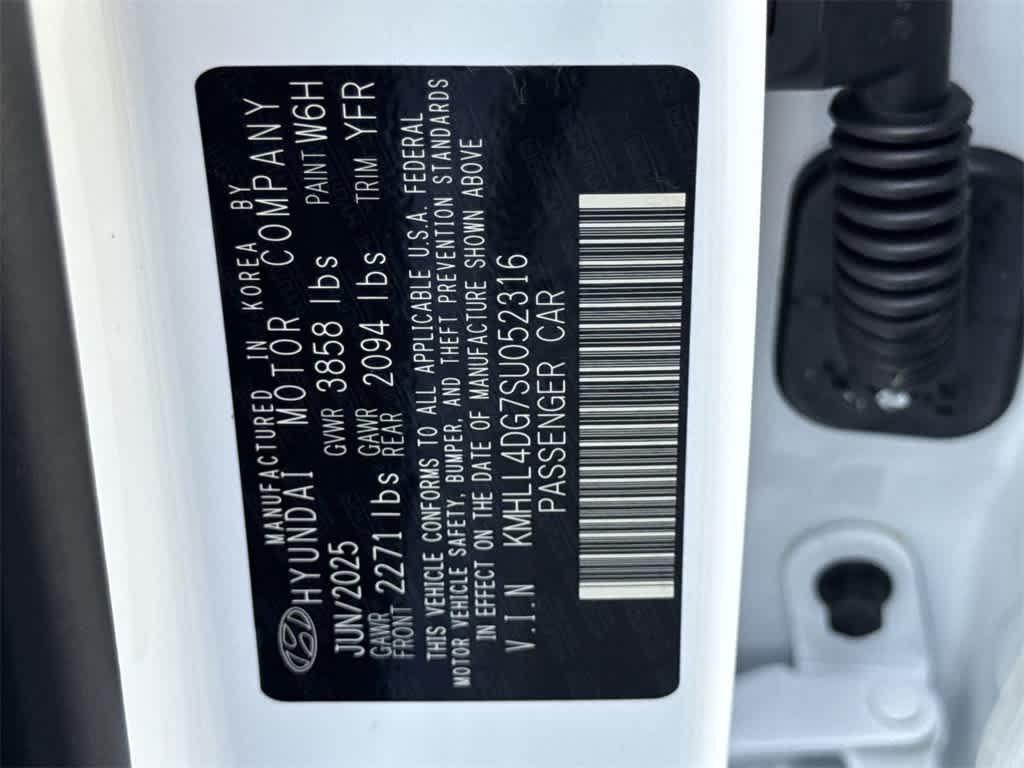 MANUFACTURED IN KOREA BY
HYUNDAI MOTOR COMPANY
JUN/2025 GVWR 3858 lbs PAINT W6H
GAWR FRONT 2271 lbs GAWR REAR 2094 lbs TRIM YFR
THIS VEHICLE CONFORMS TO ALL APPLICABLE U.S.A. FEDERAL
MOTOR VEHICLE SAFETY, BUMPER, AND THEFT PREVENTION STANDARDS
IN EFFECT ON THE DATE OF MANUFACTURE SHOWN ABOVE
V.I.N KMHLL4DG7SU052316
PASSENGER CAR